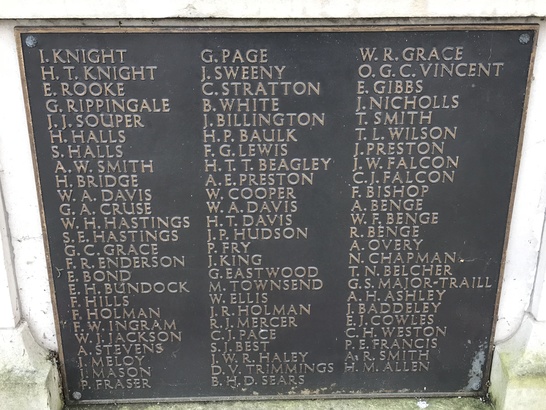 I. KNIGHT
H. T. KNIGHT
E. ROOKE
G. RIPPINGALE
J. J. SOUPER
H. HALLS
S. HALLS
A. W. SMITH
H. BRIDGE
W. A. DAVIS
G. A. CRUSE
W. H. HASTINGS
S. E. HASTINGS
G. C. GRACE
F. R. ENDERSON
F. BOND
E. H. BUNDOCK
F. HILLS
F. HOLMAN
F. W. INGRAM
W. J. JACKSON
A. STEVENS
J. MELOY
J. MASON
P. FRASER
G. PAGE
J. SWEENY
C. STRATTON
B. WHITE
J. BILLINGTON
H. P. BAULK
F. G. LEWIS
H. T. T. BEAGLEY
A. E. PRESTON
W. COOPER
W. A. DAVIS
H. T. DAVIS
J. P. HUDSON
P. FRY
J. KING
G. EASTWOOD
M. TOWNSEND
W. ELLIS
J. R. HOLMAN
R. J. MERCER
C. J. PACE
S. J. BEST
J. W. R. HALEY
D. V. TRIMMINGS
B. H. D. SEARS
W. R. GRACE
O. G. C. VINCENT
E. GIBBS
J. NICHOLLS
T. SMITH
T. L. WILSON
J. PRESTON
J. W. FALCON
C. J. FALCON
F. BISHOP
A. BENGE
W. F. BENGE
R. BENGE
A. OVERY
N. CHAPMAN
T. N. BELCHER
G. S. MAJOR-TRAILL
A. H. ASHLEY
J. BADDELEY
E. J. COWLES
C. H. WESTON
P. E. FRANCIS
A. R. SMITH
H. M. ALLEN